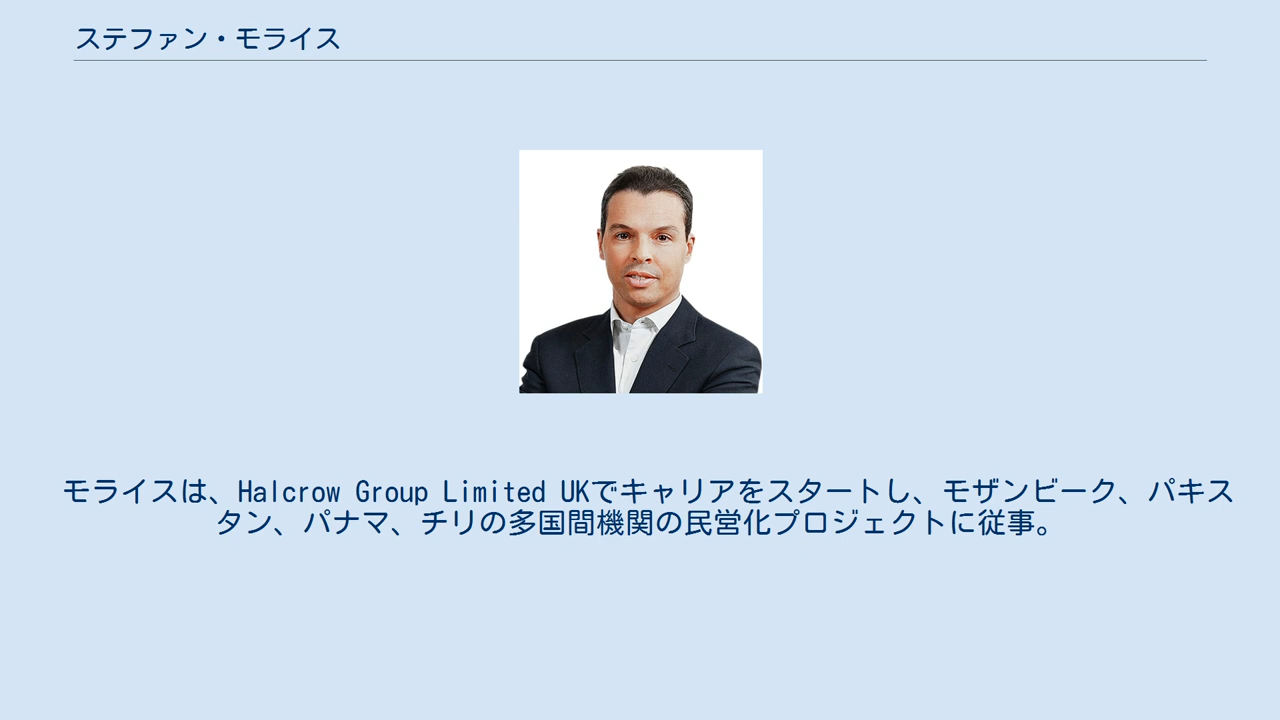 ステファン・モライス
モライスは、Halcrow Group Limited UKでキャリアをスタートし、モザンビーク、パキス
タン、パナマ、チリの多国間機関の民営化プロジェクトに従事。